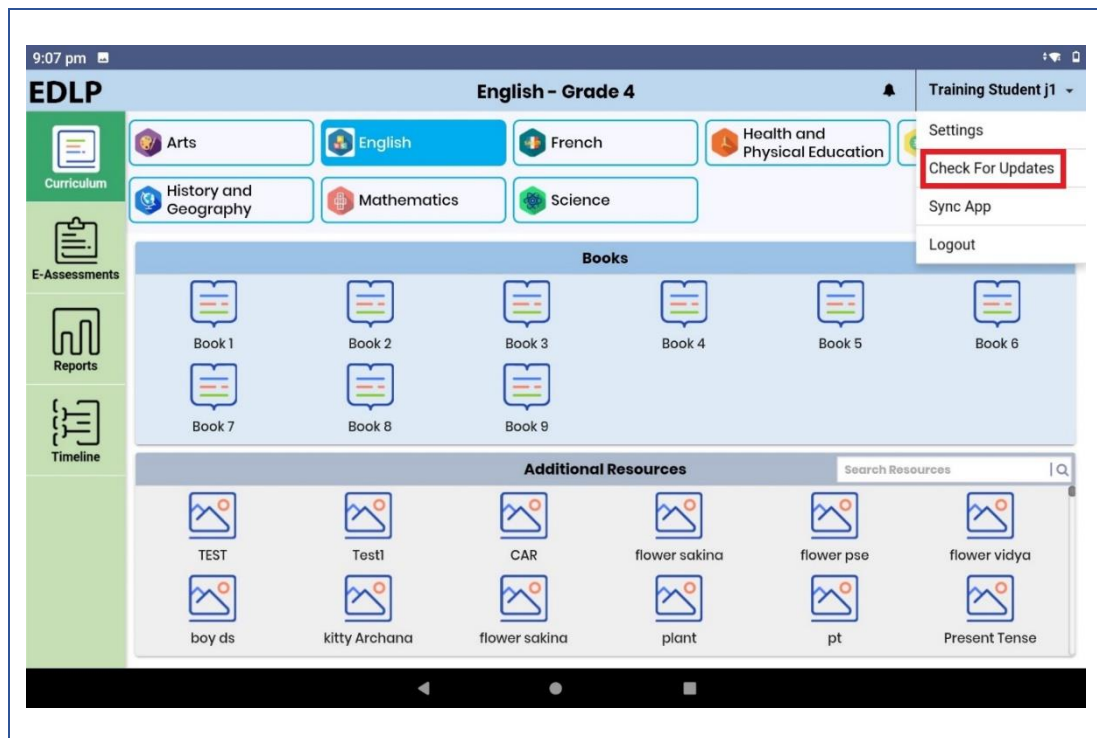 9:07 pm
EDLP
English - Grade 4
Training Student j1
Settings
Check For Updates
Sync App
Logout
Curriculum
E-Assessments
Reports
Timeline
Arts
English
French
Health and
Physical Education
History and
Geography
Mathematics
Science
Books
Book 1
Book 2
Book 3
Book 4
Book 5
Book 6
Book 7
Book 8
Book 9
Additional Resources
Search Resources
TEST
Test1
CAR
flower sakina
flower pse
flower vidya
boy ds
kitty Archana
flower sakina
plant
pt
Present Tense